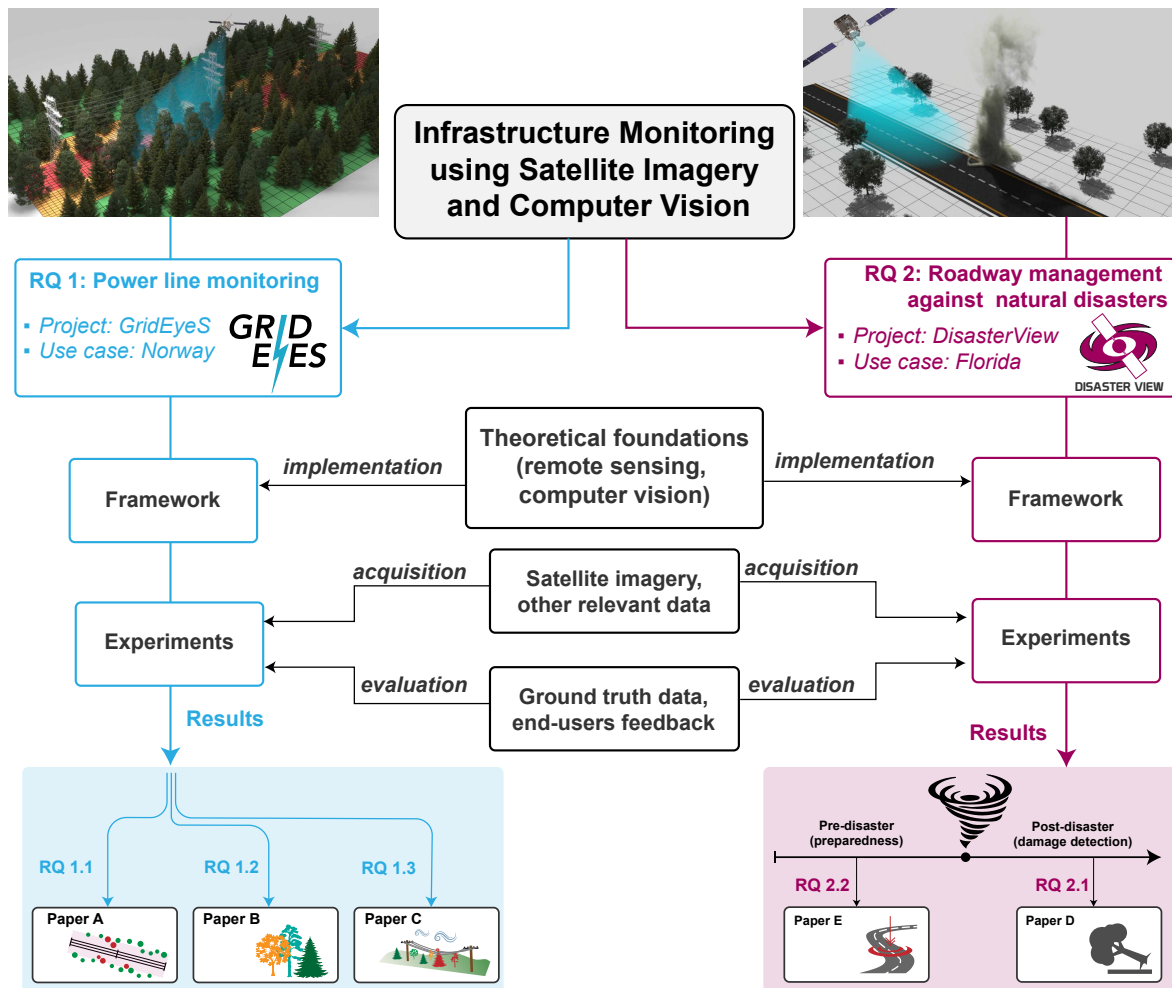 Infrastructure Monitoring
using Satellite Imagery
and Computer Vision
RQ 1: Power line monitoring
▪ Project: GridEyeS
▪ Use case: Norway
GRID
EYES
RQ 2: Roadway management
against natural disasters
▪ Project: DisasterView
▪ Use case: Florida
DISASTER VIEW
Theoretical foundations
(remote sensing,
computer vision)
implementation
implementation
Framework
Framework
acquisition
acquisition
Satellite imagery,
other relevant data
Experiments
Experiments
evaluation
evaluation
Ground truth data,
end-users feedback
Results
Results
RQ 1.1
RQ 1.2
RQ 1.3
Paper A
Paper B
Paper C
Pre-disaster
(preparedness)
Post-disaster
(damage detection)
RQ 2.2
RQ 2.1
Paper E
Paper D